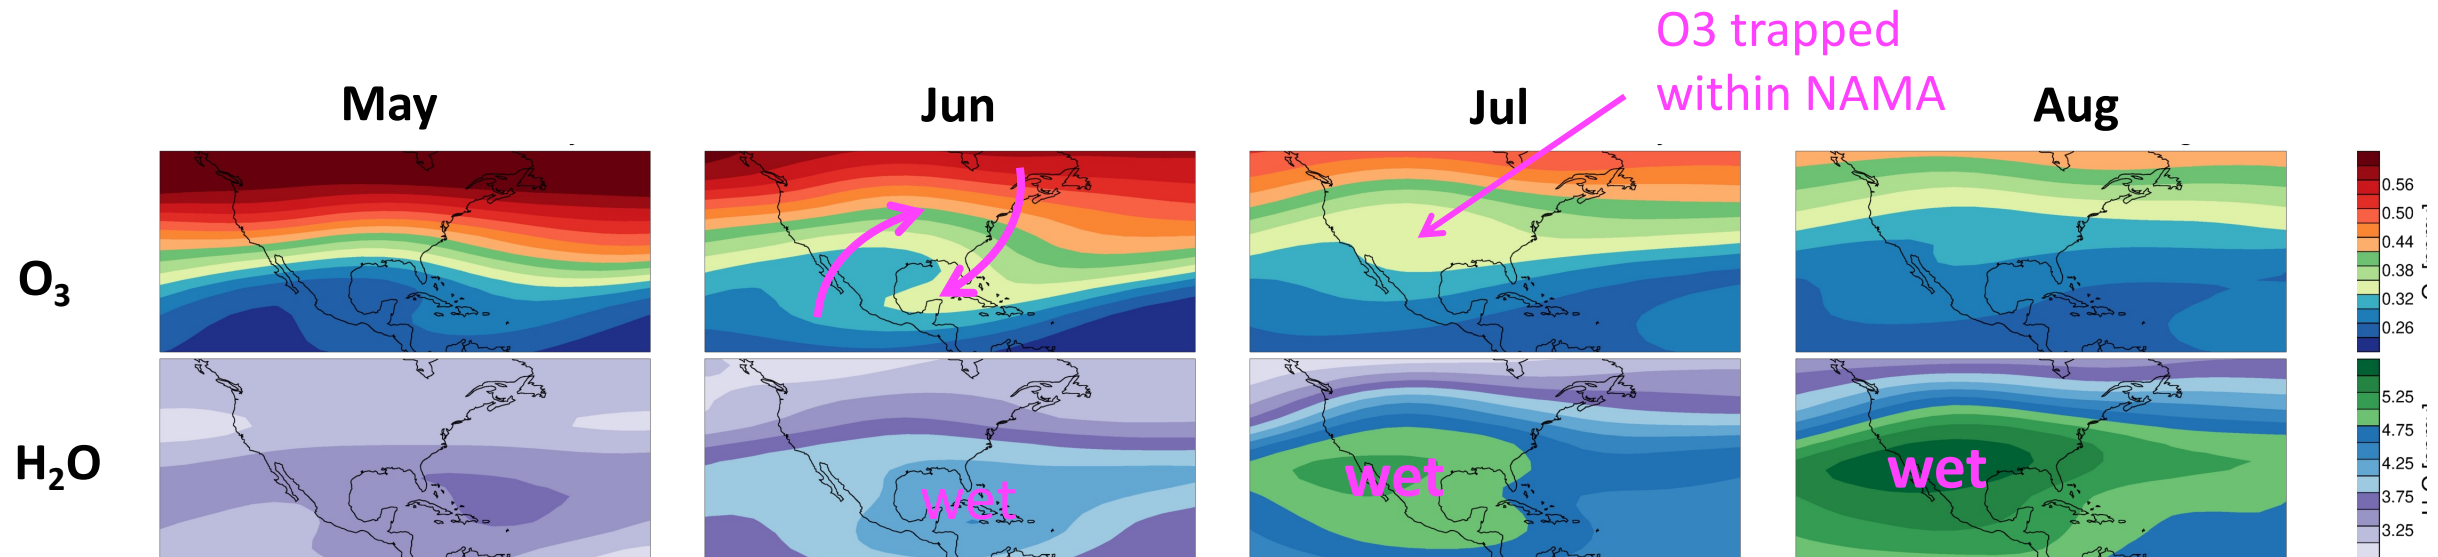 O3 trapped
within NAMA
May Jun Jul Aug
O₃
0.56
0.50
0.44
0.38
0.32
0.26
H₂O
wet wet wet
5.25
4.75
4.25
3.75
3.25